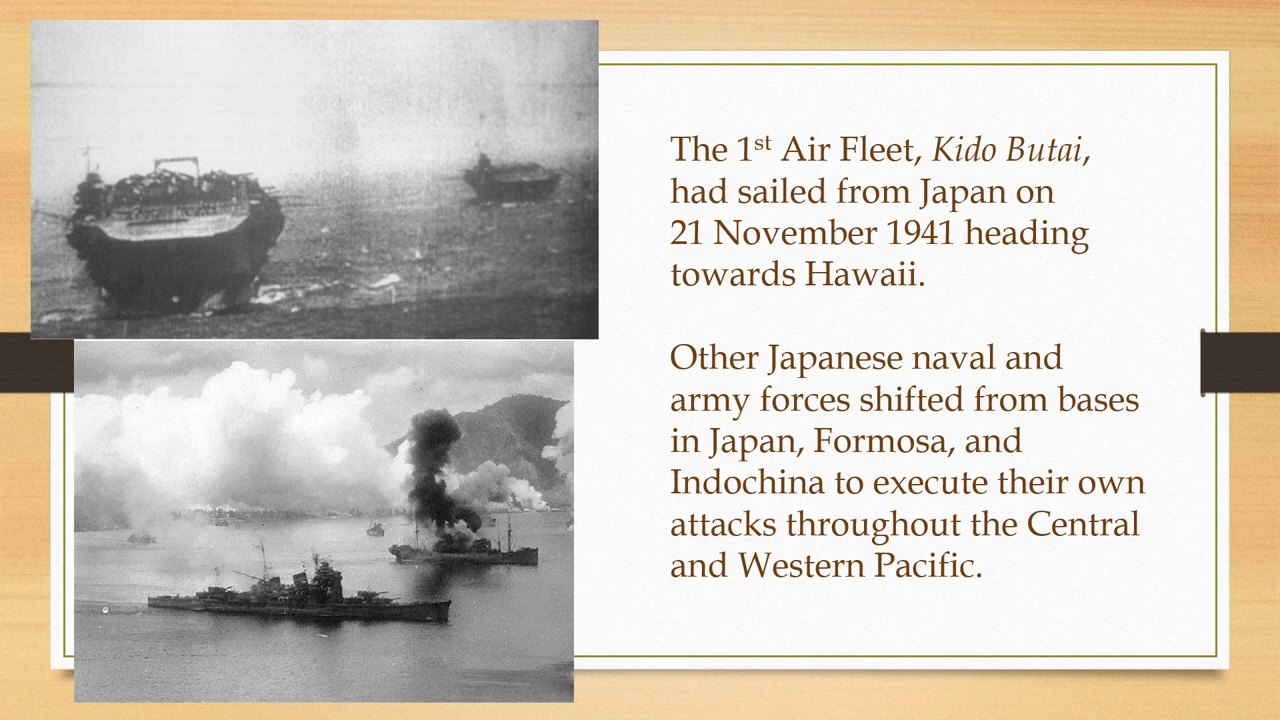 The 1st Air Fleet, Kido Butai,
had sailed from Japan on
21 November 1941 heading
towards Hawaii.
Other Japanese naval and
army forces shifted from bases
in Japan, Formosa, and
Indochina to execute their own
attacks throughout the Central
and Western Pacific.